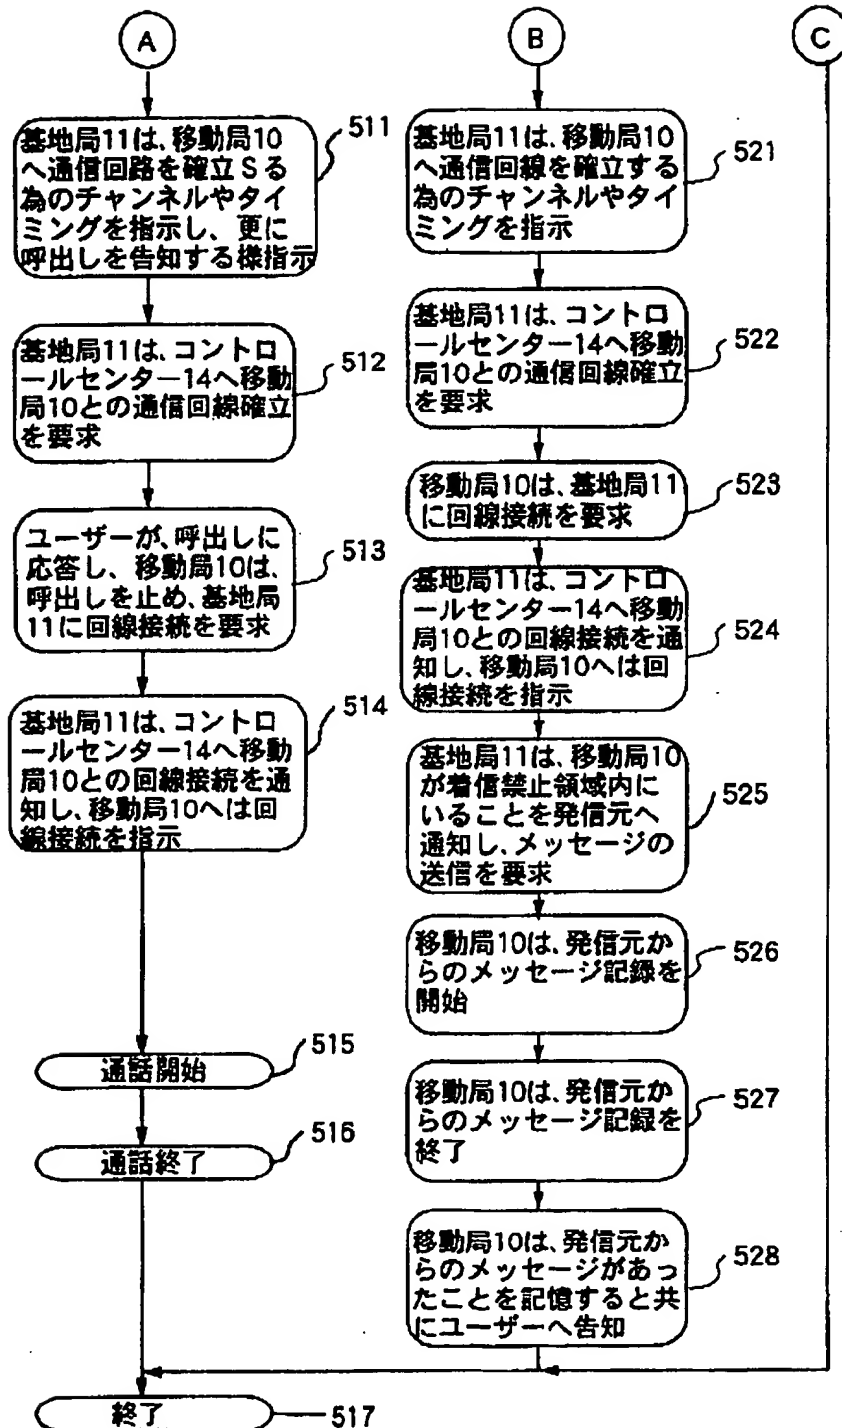 A
基地局11は、移動局10
へ通信回路を確立Sる
為のチャンネルやタイ
ミングを指示し、更に
呼出しを告知する様指示
511
基地局11は、コントロ
ールセンター14へ移動
局10との通信回線確立
を要求
512
ユーザーが、呼出しに
応答し、移動局10は、
呼出しを止め、基地局
11に回線接続を要求
513
基地局11は、コントロ
ールセンター14へ移動
局10との回線接続を通
知し、移動局10へは回
線接続を指示
514
通話開始
515
通話終了
516
B
基地局11は、移動局10
へ通信回線を確立する
為のチャンネルやタイ
ミングを指示
521
基地局11は、コントロ
ールセンター14へ移動
局10との通信回線確立
を要求
522
移動局10は、基地局11
に回線接続を要求
523
基地局11は、コントロ
ールセンター14へ移動
局10との回線接続を通
知し、移動局10へは回
線接続を指示
524
基地局11は、移動局10
が着信禁止領域内に
いることを発信元へ
通知し、メッセージの
送信を要求
525
移動局10は、発信元か
らのメッセージ記録を
開始
526
移動局10は、発信元か
らのメッセージ記録を
終了
527
移動局10は、発信元か
らのメッセージがあっ
たことを記憶すると共
にユーザーへ告知
528
C
終了
517